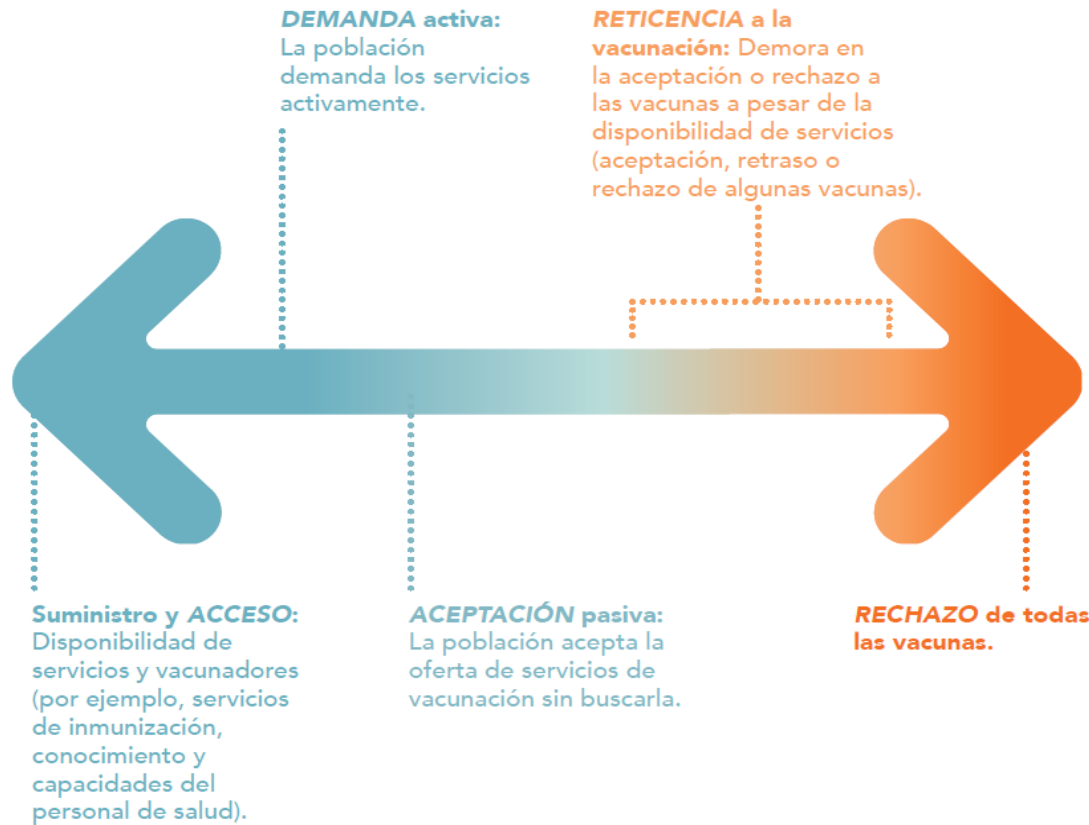 DEMANDA activa:
La población
demanda los servicios
activamente.
RETICENCIA a la
vacunación: Demora en
la aceptación o rechazo a
las vacunas a pesar de la
disponibilidad de servicios
(aceptación, retraso o
rechazo de algunas vacunas).
Suministro y ACCESO:
Disponibilidad de
servicios y vacunadores
(por ejemplo, servicios
de inmunización,
conocimiento y
capacidades del
personal de salud).
ACEPTACIÓN pasiva:
La población acepta la
oferta de servicios de
vacunación sin buscarla.
RECHAZO de todas
las vacunas.